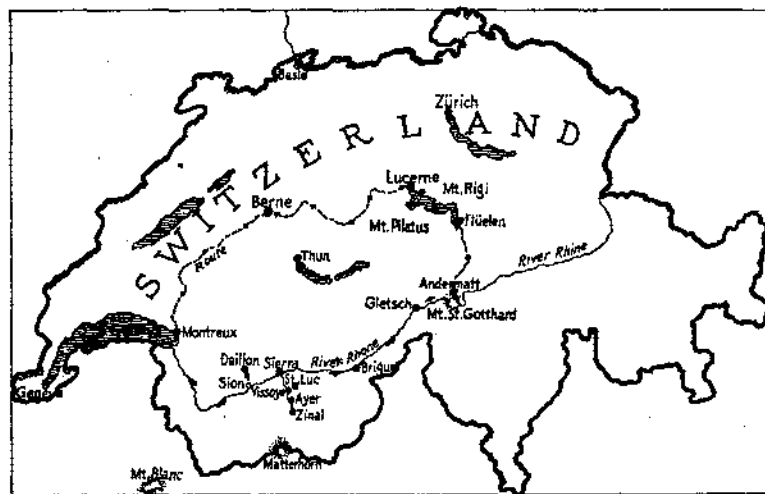 Basle
Zürich
SWITZERLAND
Lucerne
Mt. Rigi
Berne
Mt. Pilatus
Flüelen
Route
Thun
River Rhine
Andermatt
Gletsch
Mt. St. Gotthard
Montreux
Daillon
Sierra
River Rhone
Brigue
Geneva
Sion
St. Luc
Vissoye
Ayer
Zinal
Matterhorn
Mt. Blanc